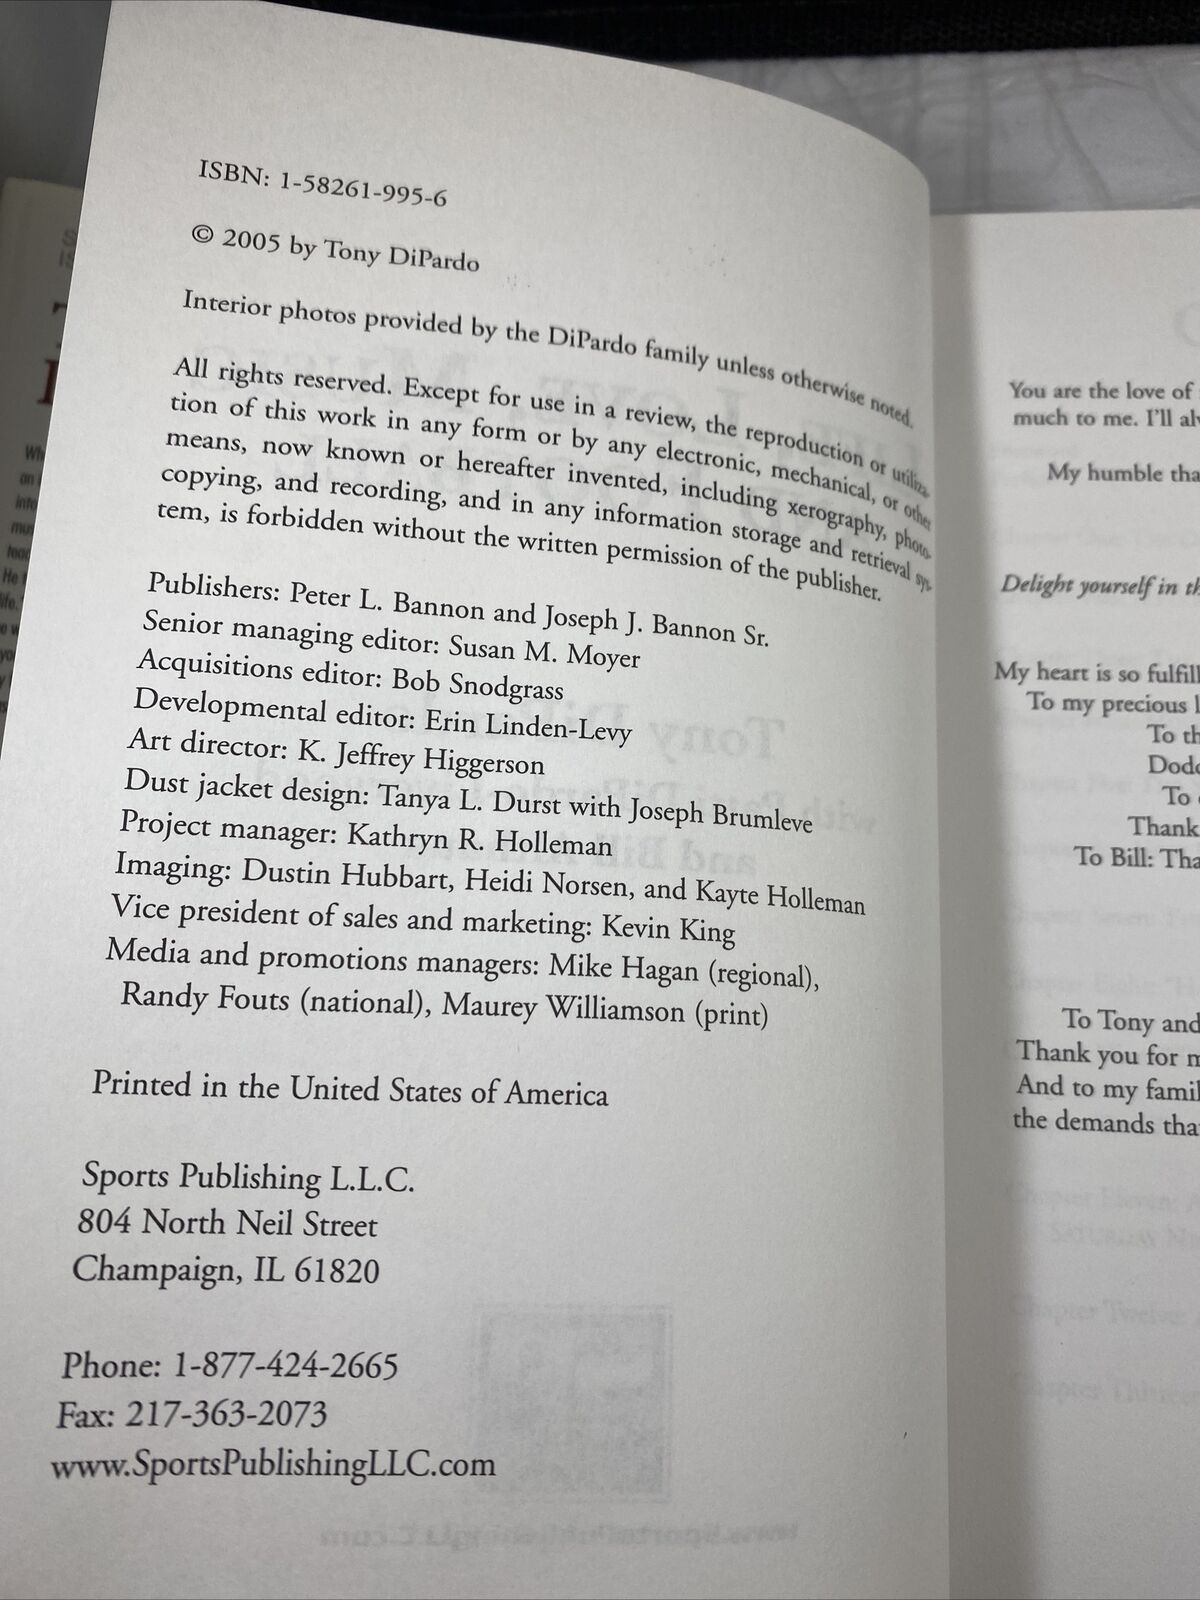 ISBN: 1-58261-995-6
© 2005 by Tony DiPardo
Interior photos provided by the DiPardo family unless otherwise noted.
All rights reserved. Except for use in a review, the reproduction or utiliza-
tion of this work in any form or by any electronic, mechanical, or other
means, now known or hereafter invented, including xerography, photo-
copying, and recording, and in any information storage and retrieval sys-
tem, is forbidden without the written permission of the publisher.
Publishers: Peter L. Bannon and Joseph J. Bannon Sr.
Senior managing editor: Susan M. Moyer
Acquisitions editor: Bob Snodgrass
Developmental editor: Erin Linden-Levy
Art director: K. Jeffrey Higgerson
Dust jacket design: Tanya L. Durst with Joseph Brumleve
Project manager: Kathryn R. Holleman
Imaging: Dustin Hubbart, Heidi Norsen, and Kayte Holleman
Vice president of sales and marketing: Kevin King
Media and promotions managers: Mike Hagan (regional),
Randy Fouts (national), Maurey Williamson (print)
Printed in the United States of America
Sports Publishing L.L.C.
804 North Neil Street
Champaign, IL 61820
Phone: 1-877-424-2665
Fax: 217-363-2073
www.SportsPublishingLLC.com
You are the love of
much to me. I'll al
My humble tha
Delight yourself in th
My heart is so fulfill
To my precious l
To th
Dodd
To
Thank
To Bill: Tha
To Tony and
Thank you for m
And to my famil
the demands tha